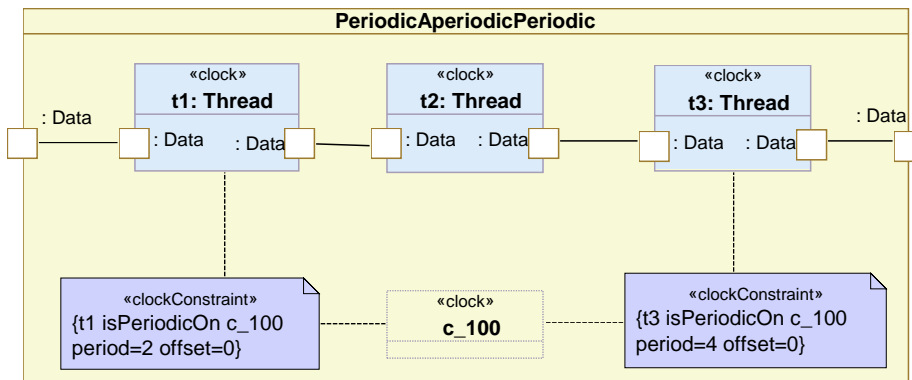 PeriodicAperiodicPeriodic
«clock»
t1: Thread
: Data
: Data
: Data
«clock»
t2: Thread
: Data
: Data
«clock»
t3: Thread
: Data
: Data
: Data
«clockConstraint»
{t1 isPeriodicOn c_100
period=2 offset=0}
«clock»
c_100
«clockConstraint»
{t3 isPeriodicOn c_100
period=4 offset=0}